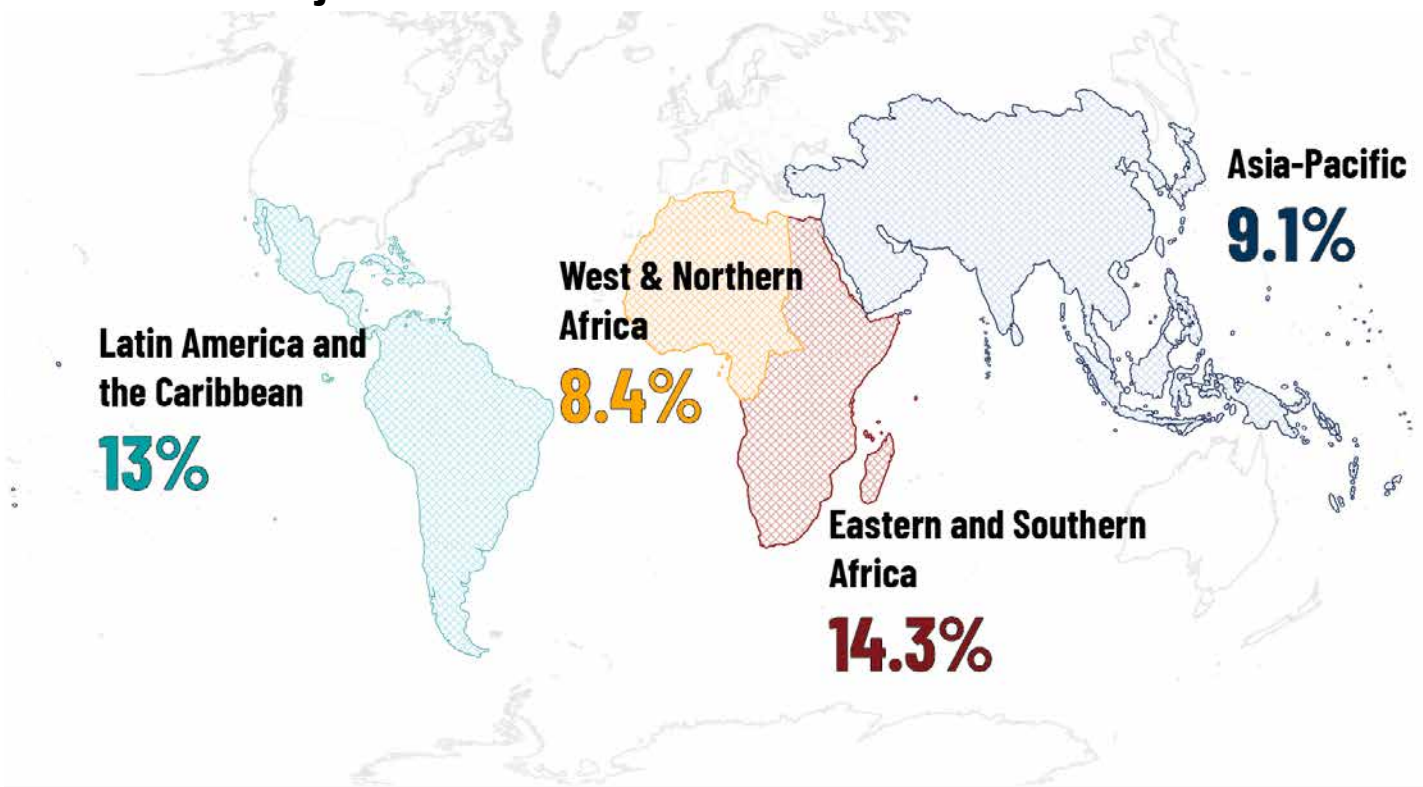 Asia-Pacific
9.1%
West & Northern
Africa
8.4%
Latin America and
the Caribbean
13%
Eastern and Southern
Africa
14.3%